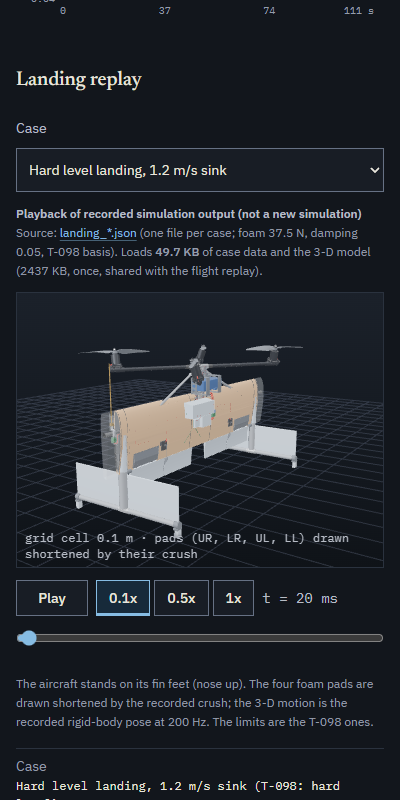 0 37 74 111 s
Landing replay
Case
Hard level landing, 1.2 m/s sink
Playback of recorded simulation output (not a new simulation)
Source: landing_*.json (one file per case; foam 37.5 N, damping
0.05, T-098 basis). Loads 49.7 KB of case data and the 3-D model
(2437 KB, once, shared with the flight replay).
grid cell 0.1 m · pads (UR, LR, UL, LL) drawn
shortened by their crush
Play 0.1x 0.5x 1x t = 20 ms
The aircraft stands on its fin feet (nose up). The four foam pads are
drawn shortened by the recorded crush; the 3-D motion is the
recorded rigid-body pose at 200 Hz. The limits are the T-098 ones.
Case
Hard level landing, 1.2 m/s sink (T-098: hard